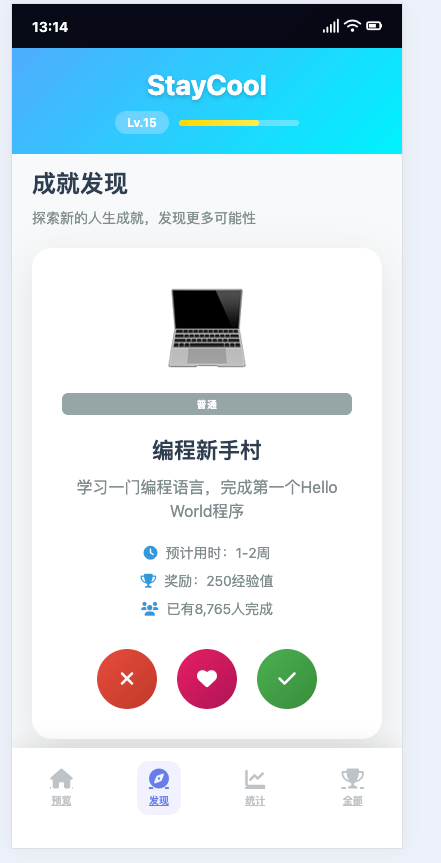 13:14
StayCool
Lv.15
成就发现
探索新的人生成就，发现更多可能性
普通
编程新手村
学习一门编程语言，完成第一个Hello
World程序
预计用时：1-2周
奖励：250经验值
已有8,765人完成
预览
发现
统计
全部